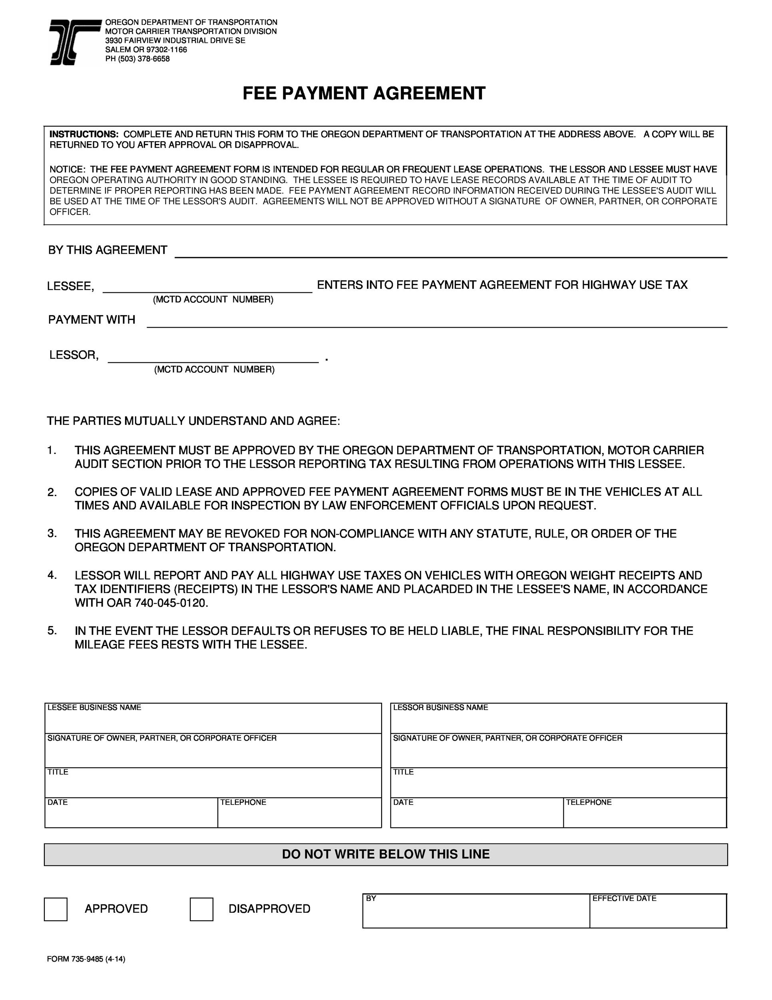 OREGON DEPARTMENT OF TRANSPORTATION
MOTOR CARRIER TRANSPORTATION DIVISION
3930 FAIRVIEW INDUSTRIAL DRIVE SE
SALEM OR 97302-1166
PH (503) 378-6658
FEE PAYMENT AGREEMENT
INSTRUCTIONS: COMPLETE AND RETURN THIS FORM TO THE OREGON DEPARTMENT OF TRANSPORTATION AT THE ADDRESS ABOVE. A COPY WILL BE
RETURNED TO YOU AFTER APPROVAL OR DISAPPROVAL.
NOTICE: THE FEE PAYMENT AGREEMENT FORM IS INTENDED FOR REGULAR OR FREQUENT LEASE OPERATIONS. THE LESSOR AND LESSEE MUST HAVE
OREGON OPERATING AUTHORITY IN GOOD STANDING. THE LESSEE IS REQUIRED TO HAVE LEASE RECORDS AVAILABLE AT THE TIME OF AUDIT TO
DETERMINE IF PROPER REPORTING HAS BEEN MADE. FEE PAYMENT AGREEMENT RECORD INFORMATION RECEIVED DURING THE LESSEE'S AUDIT WILL
BE USED AT THE TIME OF THE LESSOR'S AUDIT. AGREEMENTS WILL NOT BE APPROVED WITHOUT A SIGNATURE OF OWNER, PARTNER, OR CORPORATE
OFFICER.
BY THIS AGREEMENT
LESSEE, ENTERS INTO FEE PAYMENT AGREEMENT FOR HIGHWAY USE TAX
(MCTD ACCOUNT NUMBER)
PAYMENT WITH
LESSOR, .
(MCTD ACCOUNT NUMBER)
THE PARTIES MUTUALLY UNDERSTAND AND AGREE:
1. THIS AGREEMENT MUST BE APPROVED BY THE OREGON DEPARTMENT OF TRANSPORTATION, MOTOR CARRIER
AUDIT SECTION PRIOR TO THE LESSOR REPORTING TAX RESULTING FROM OPERATIONS WITH THIS LESSEE.
2. COPIES OF VALID LEASE AND APPROVED FEE PAYMENT AGREEMENT FORMS MUST BE IN THE VEHICLES AT ALL
TIMES AND AVAILABLE FOR INSPECTION BY LAW ENFORCEMENT OFFICIALS UPON REQUEST.
3. THIS AGREEMENT MAY BE REVOKED FOR NON-COMPLIANCE WITH ANY STATUTE, RULE, OR ORDER OF THE
OREGON DEPARTMENT OF TRANSPORTATION.
4. LESSOR WILL REPORT AND PAY ALL HIGHWAY USE TAXES ON VEHICLES WITH OREGON WEIGHT RECEIPTS AND
TAX IDENTIFIERS (RECEIPTS) IN THE LESSOR'S NAME AND PLACARDED IN THE LESSEE'S NAME, IN ACCORDANCE
WITH OAR 740-045-0120.
5. IN THE EVENT THE LESSOR DEFAULTS OR REFUSES TO BE HELD LIABLE, THE FINAL RESPONSIBILITY FOR THE
MILEAGE FEES RESTS WITH THE LESSEE.
LESSEE BUSINESS NAME
SIGNATURE OF OWNER, PARTNER, OR CORPORATE OFFICER
TITLE
DATE TELEPHONE
LESSOR BUSINESS NAME
SIGNATURE OF OWNER, PARTNER, OR CORPORATE OFFICER
TITLE
DATE TELEPHONE
DO NOT WRITE BELOW THIS LINE
APPROVED DISAPPROVED
BY EFFECTIVE DATE
FORM 735-9485 (4-14)